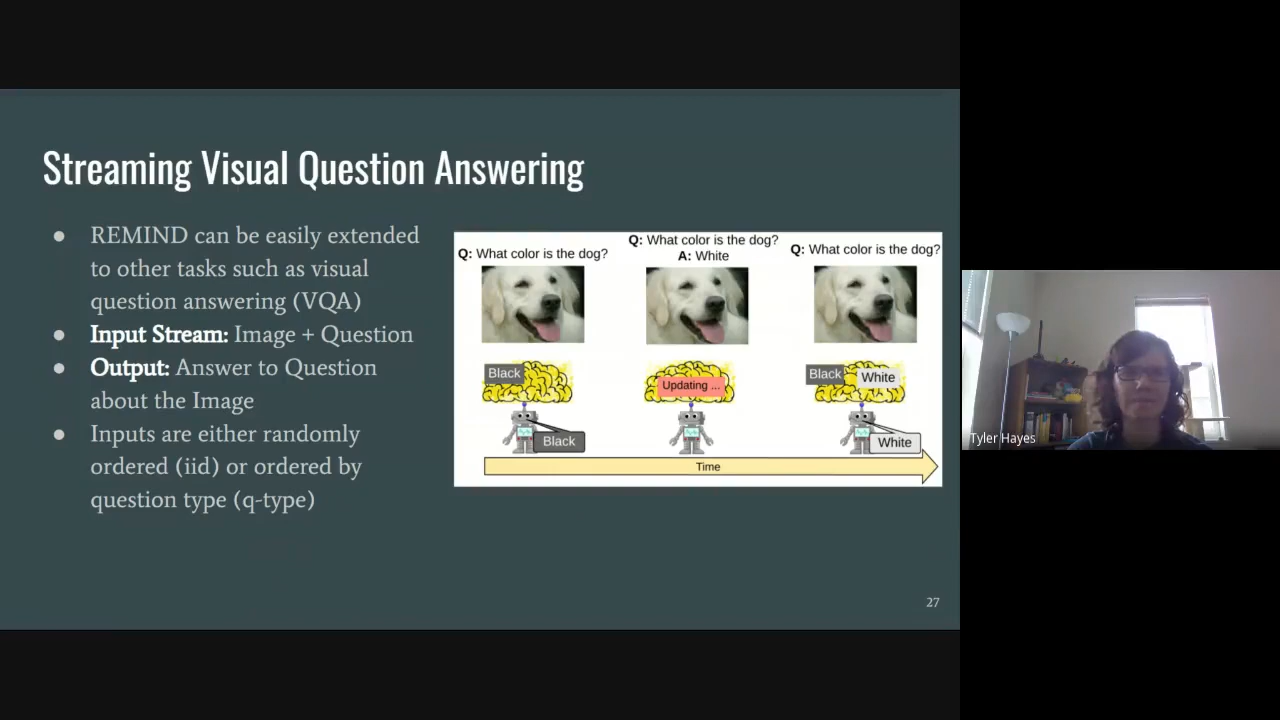 Streaming Visual Question Answering
● REMIND can be easily extended
to other tasks such as visual
question answering (VQA)
● Input Stream: Image + Question
● Output: Answer to Question
about the Image
● Inputs are either randomly
ordered (iid) or ordered by
question type (q-type)
Q: What color is the dog?
Black
Black
Q: What color is the dog?
A: White
Updating ...
Q: What color is the dog?
Black
White
White
Time
27
Tyler Hayes